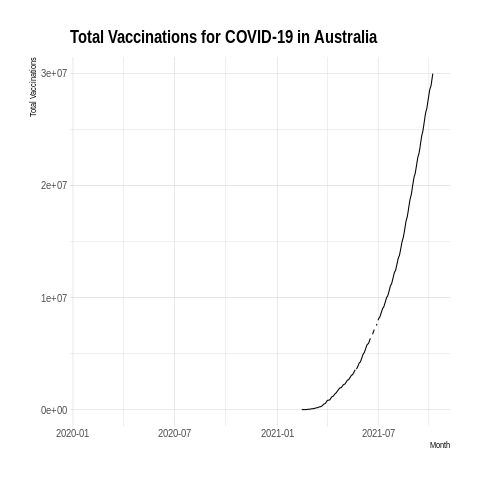 Total Vaccinations for COVID-19 in Australia
Total Vaccinations
3e+07
2e+07
1e+07
0e+00
2020-01
2020-07
2021-01
2021-07
Month